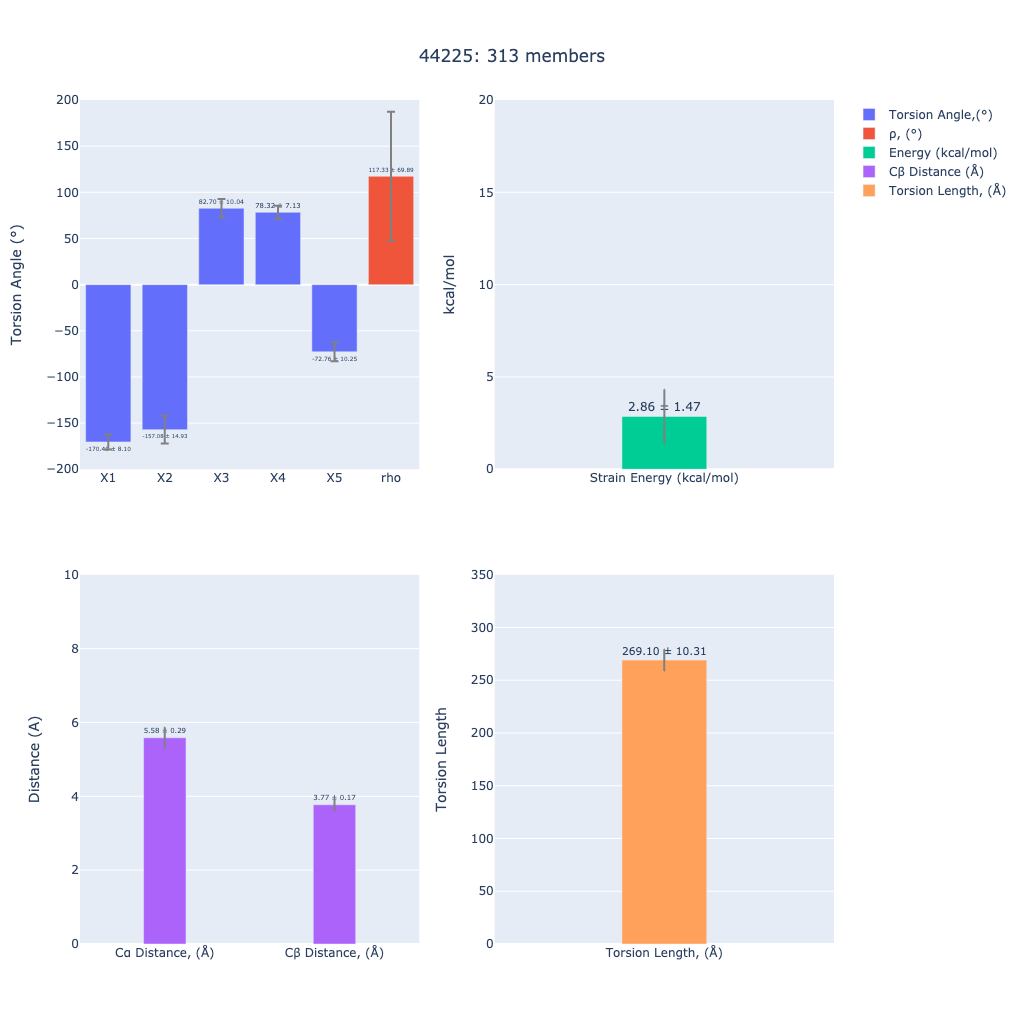 44225: 313 members
200
150
100
50
0
−50
−100
−150
−200
Torsion Angle (°)
117.33 ± 69.89
82.70 ± 10.04
78.32 ± 7.13
-72.76 ± 10.25
-157.08 ± 14.93
± 8.10
X1 X2 X3 X4 X5 rho
20
15
10
5
0
kcal/mol
2.86 ± 1.47
Strain Energy (kcal/mol)
Torsion Angle,(°)
ρ, (°)
Energy (kcal/mol)
Cβ Distance (Å)
Torsion Length, (Å)
10
8
6
4
2
0
Distance (A)
5.58 ± 0.29
3.77 ± 0.17
Cα Distance, (Å) Cβ Distance, (Å)
350
300
250
200
150
100
50
0
Torsion Length
269.10 ± 10.31
Torsion Length, (Å)